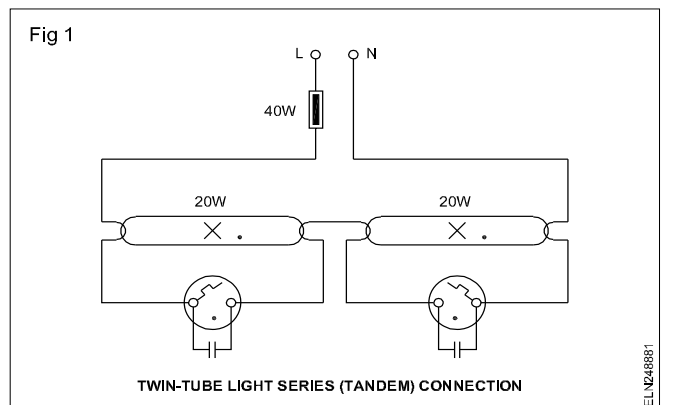 Fig 1
L N
40W
20W 20W
TWIN-TUBE LIGHT SERIES (TANDEM) CONNECTION
ELN248881